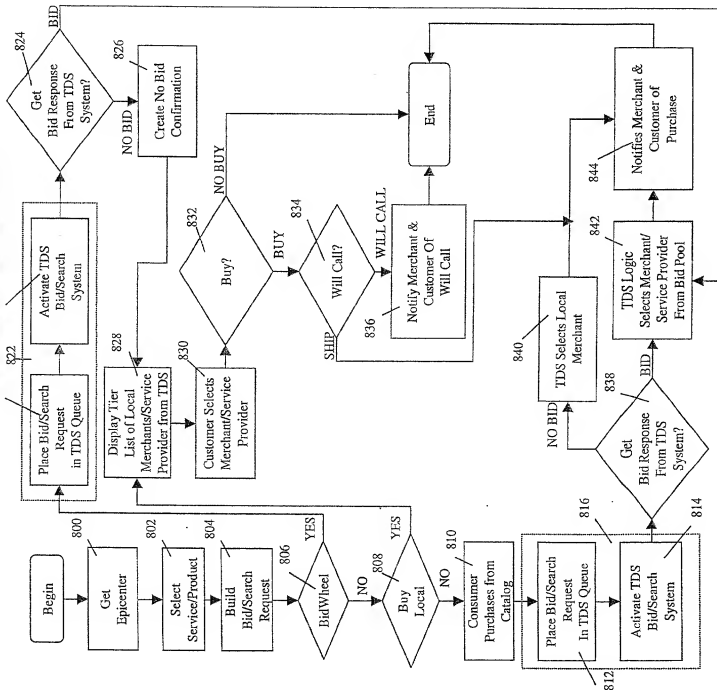 Begin
800
Get
Epicenter
802
Select
Service/Product
804
Build
Bid/Search
Request
806
BidWheel
YES
NO
808
Buy
Local
YES
NO
810
Consumer
Purchases from
Catalog
816
Place Bid/Search
Request
In TDS Queue
812
Activate TDS
Bid/Search
System
814
822
Place Bid/Search
Request
in TDS Queue
Activate TDS
Bid/Search
System
824
Get
Bid Response
From TDS
System?
BID
NO BID
826
Create No Bid
Confirmation
828
Display Tier
List of Local
Merchants/Service
Provider from TDS
830
Customer Selects
Merchant/Service
Provider
832
Buy?
NO BUY
BUY
834
Will Call?
WILL CALL
SHIP
836
Notify Merchant &
Customer Of
Will Call
End
838
Get
Bid Response
From TDS
System?
NO BID
BID
840
TDS Selects Local
Merchant
842
TDS Logic
Selects Merchant/
Service Provider
From Bid Pool
844
Notifies Merchant &
Customer of
Purchase